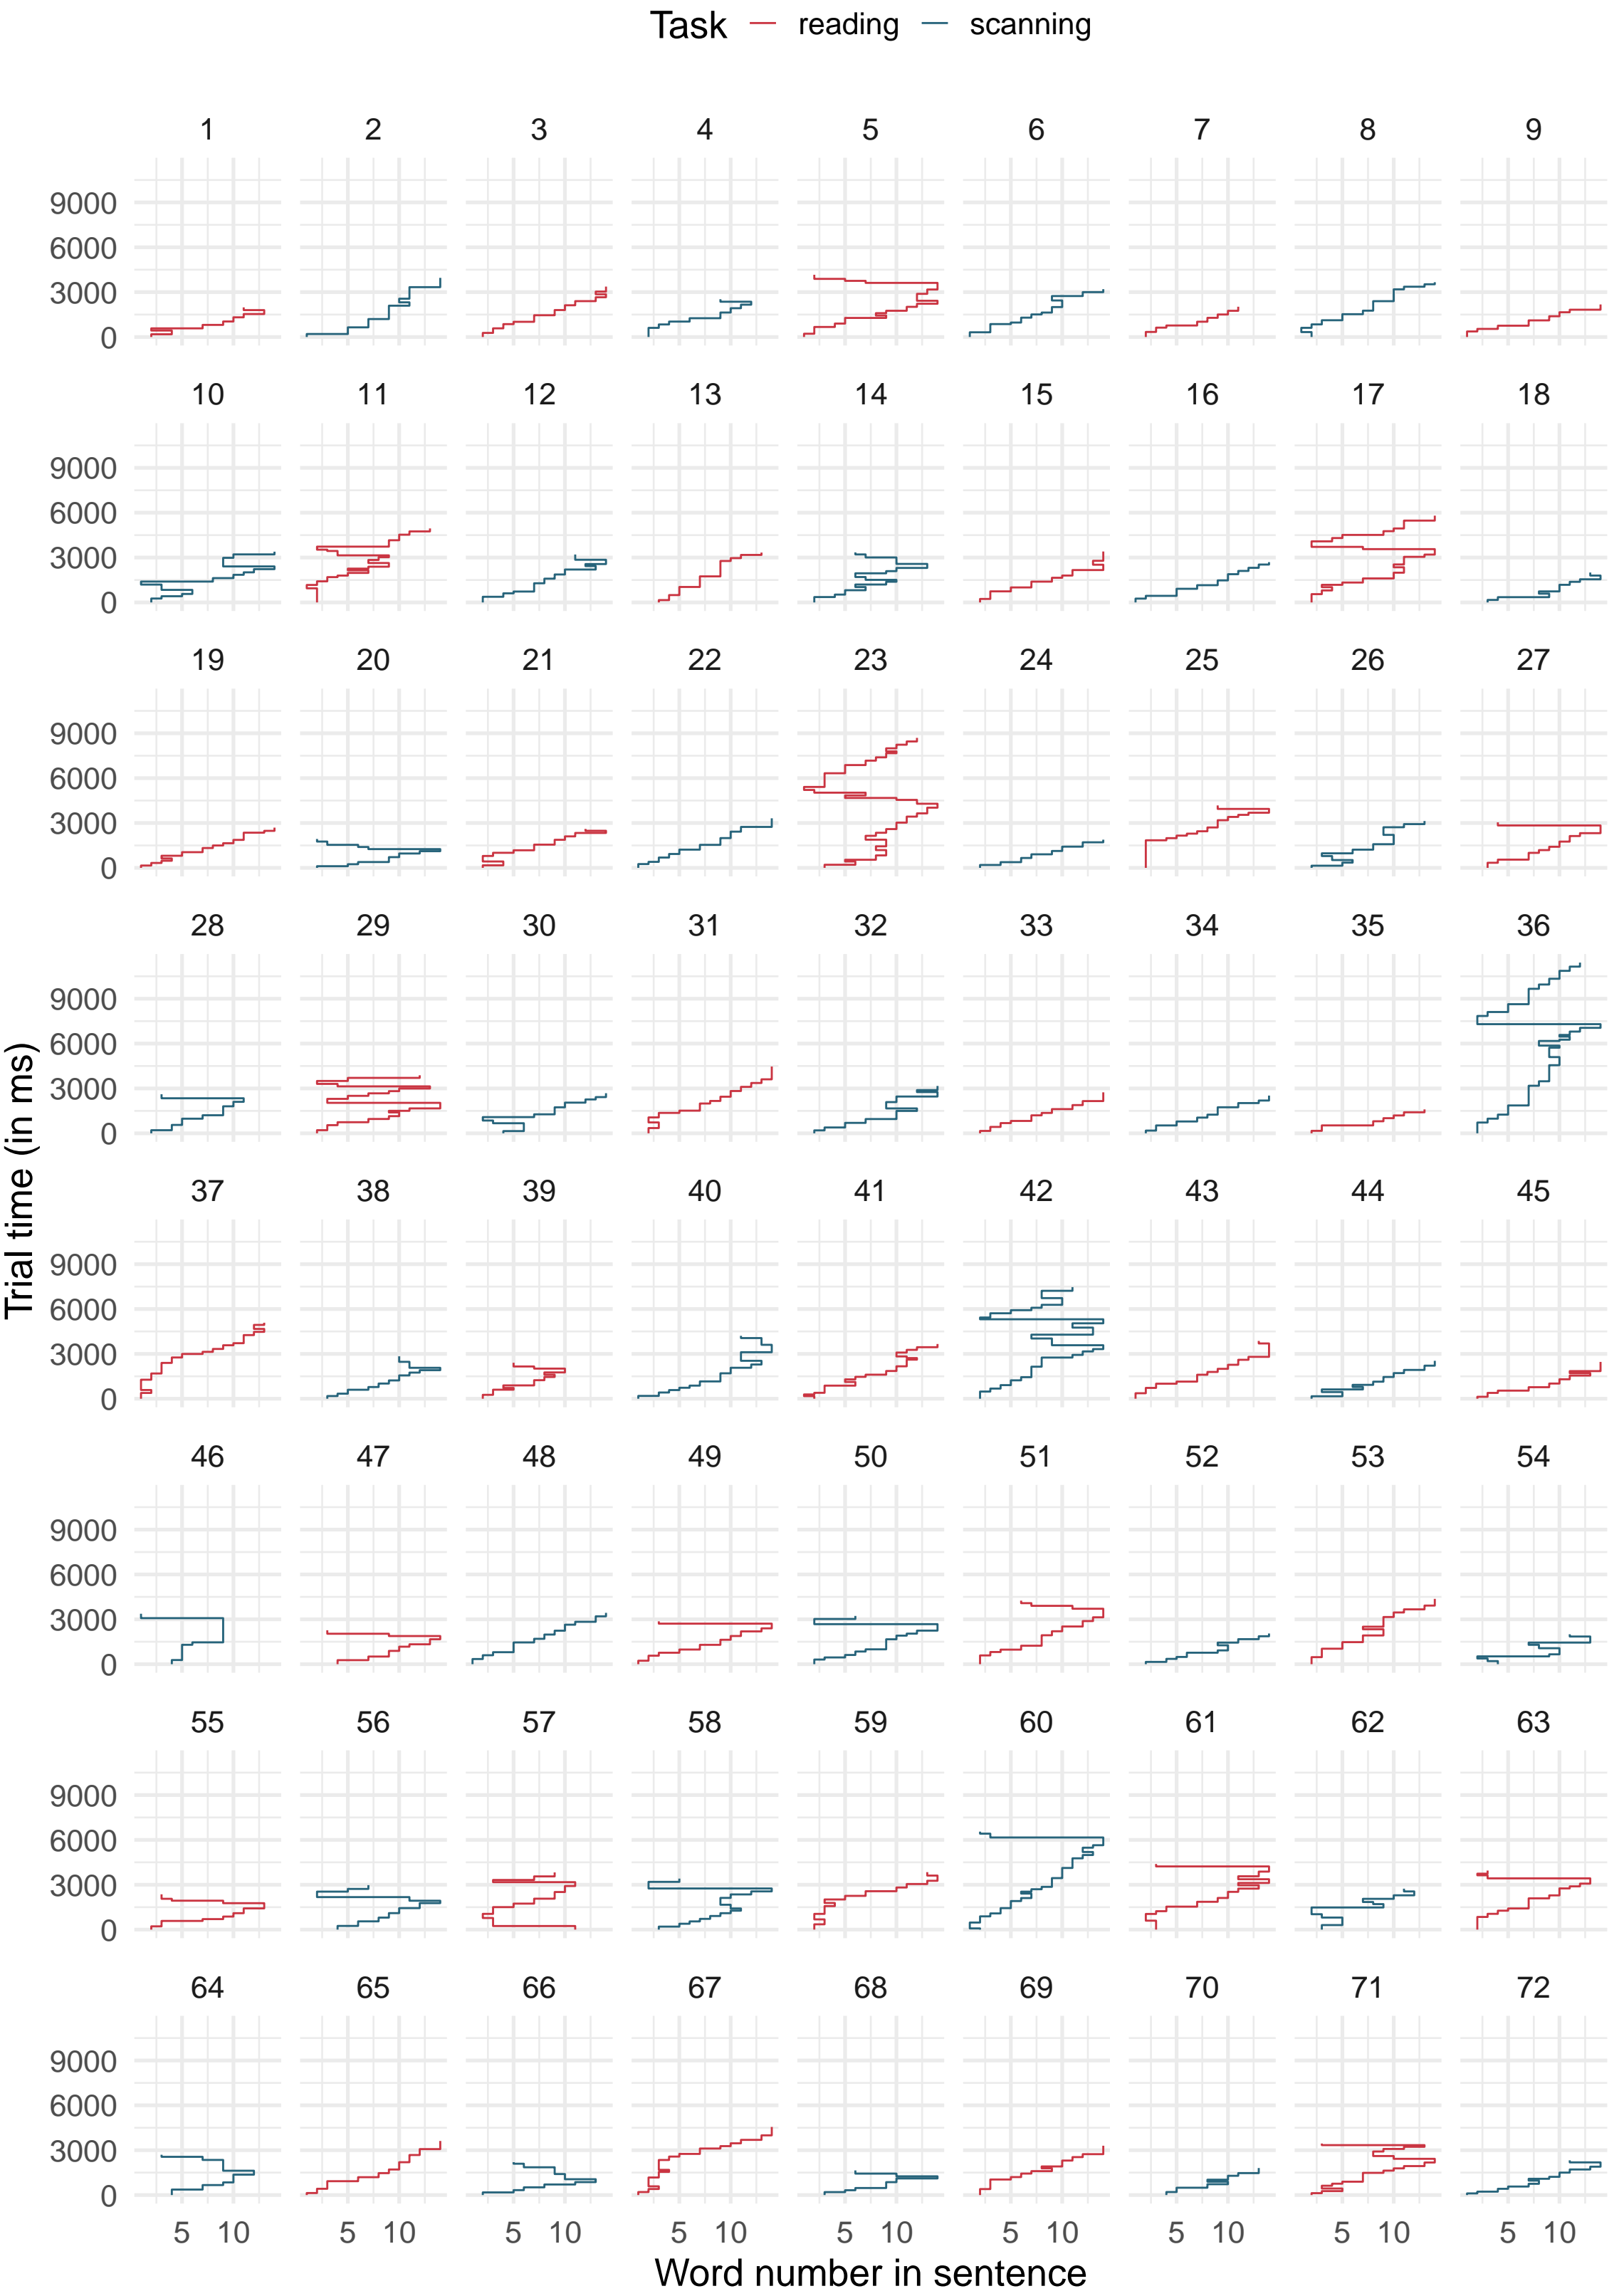 Task reading scanning
1 2 3 4 5 6 7 8 9
9000
6000
3000
0
10 11 12 13 14 15 16 17 18
9000
6000
3000
0
19 20 21 22 23 24 25 26 27
9000
6000
3000
0
28 29 30 31 32 33 34 35 36
9000
6000
3000
0
37 38 39 40 41 42 43 44 45
9000
6000
3000
0
46 47 48 49 50 51 52 53 54
9000
6000
3000
0
55 56 57 58 59 60 61 62 63
9000
6000
3000
0
64 65 66 67 68 69 70 71 72
9000
6000
3000
0
5 10 5 10 5 10 5 10 5 10 5 10 5 10 5 10 5 10
Word number in sentence
Trial time (in ms)